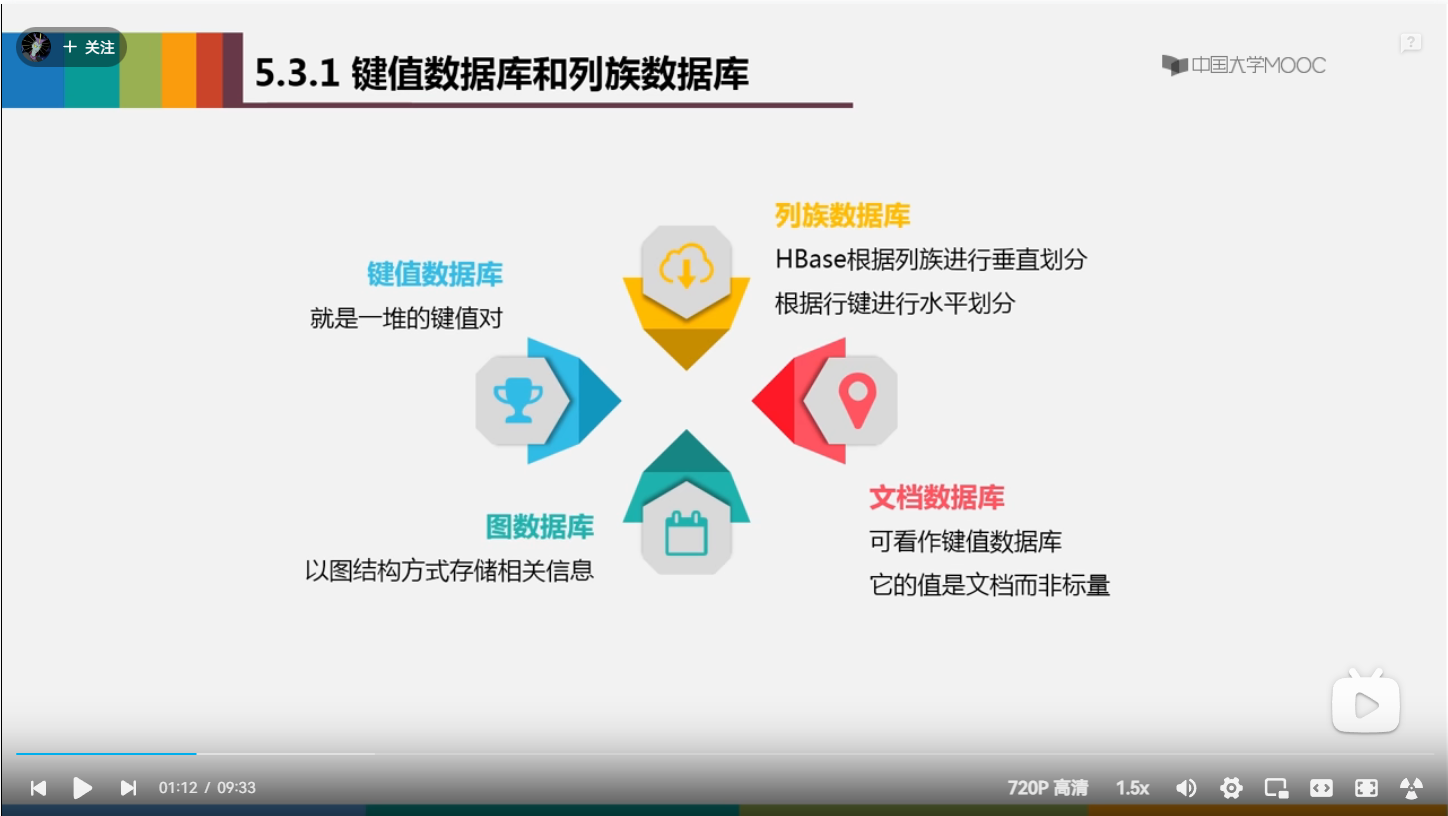 关注
5.3.1 键值数据库和列族数据库
中国大学MOOC
列族数据库
HBase根据列族进行垂直划分
根据行键进行水平划分
键值数据库
就是一堆的键值对
图数据库
以图结构方式存储相关信息
文档数据库
可看作键值数据库
它的值是文档而非标量
01:12 / 09:33
720P 高清
1.5x